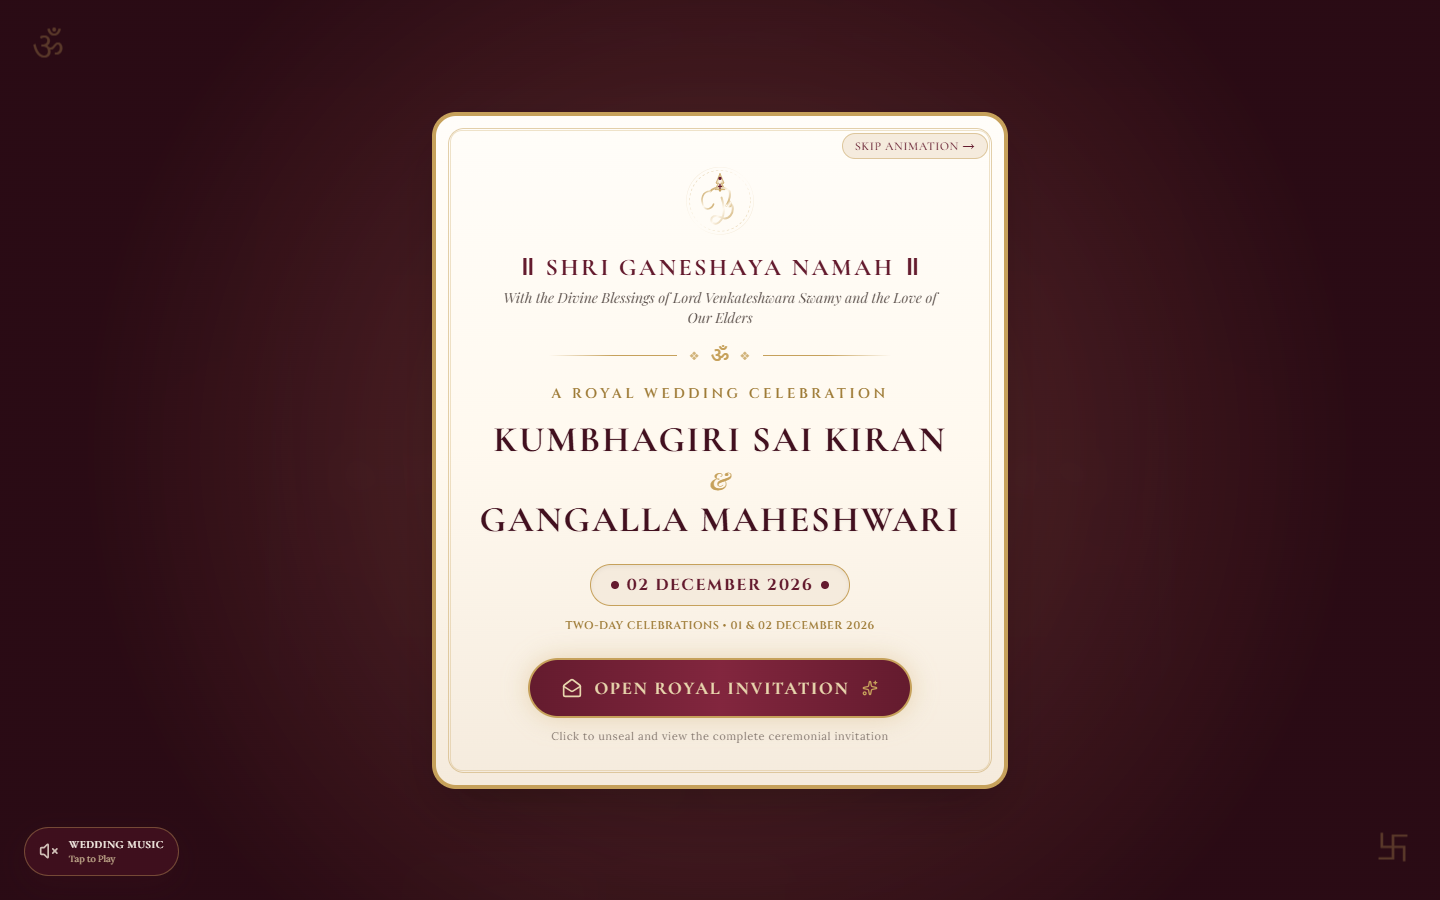 ॐ
SKIP ANIMATION →
॥ SHRI GANESHAYA NAMAH ॥
With the Divine Blessings of Lord Venkateshwara Swamy and the Love of
Our Elders
❖ ॐ ❖
A ROYAL WEDDING CELEBRATION
KUMBHAGIRI SAI KIRAN
&
GANGALLA MAHESHWARI
● 02 DECEMBER 2026 ●
TWO-DAY CELEBRATIONS • 01 & 02 DECEMBER 2026
OPEN ROYAL INVITATION
Click to unseal and view the complete ceremonial invitation
WEDDING MUSIC
Tap to Play
卐